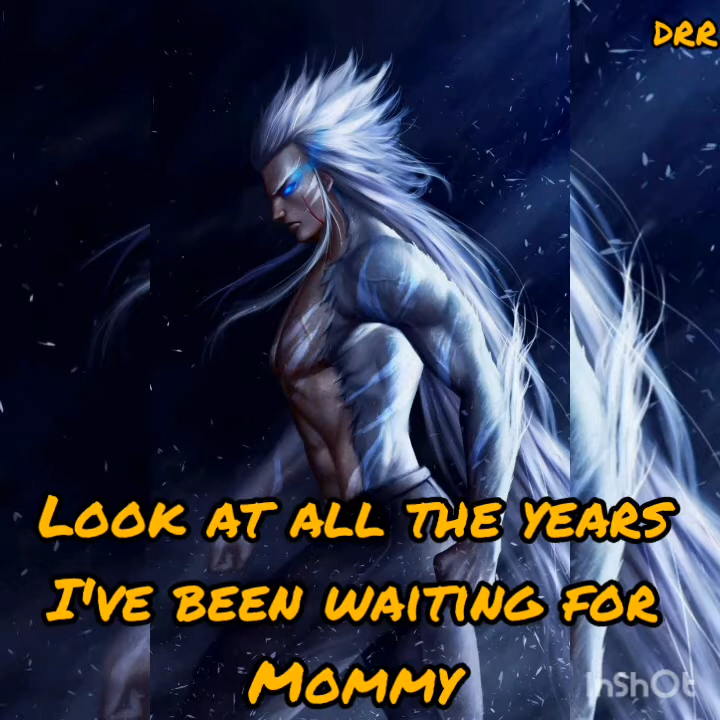 DRR
LOOK AT ALL THE YEARS
I'VE BEEN WAITING FOR
MOMMY
InShOt